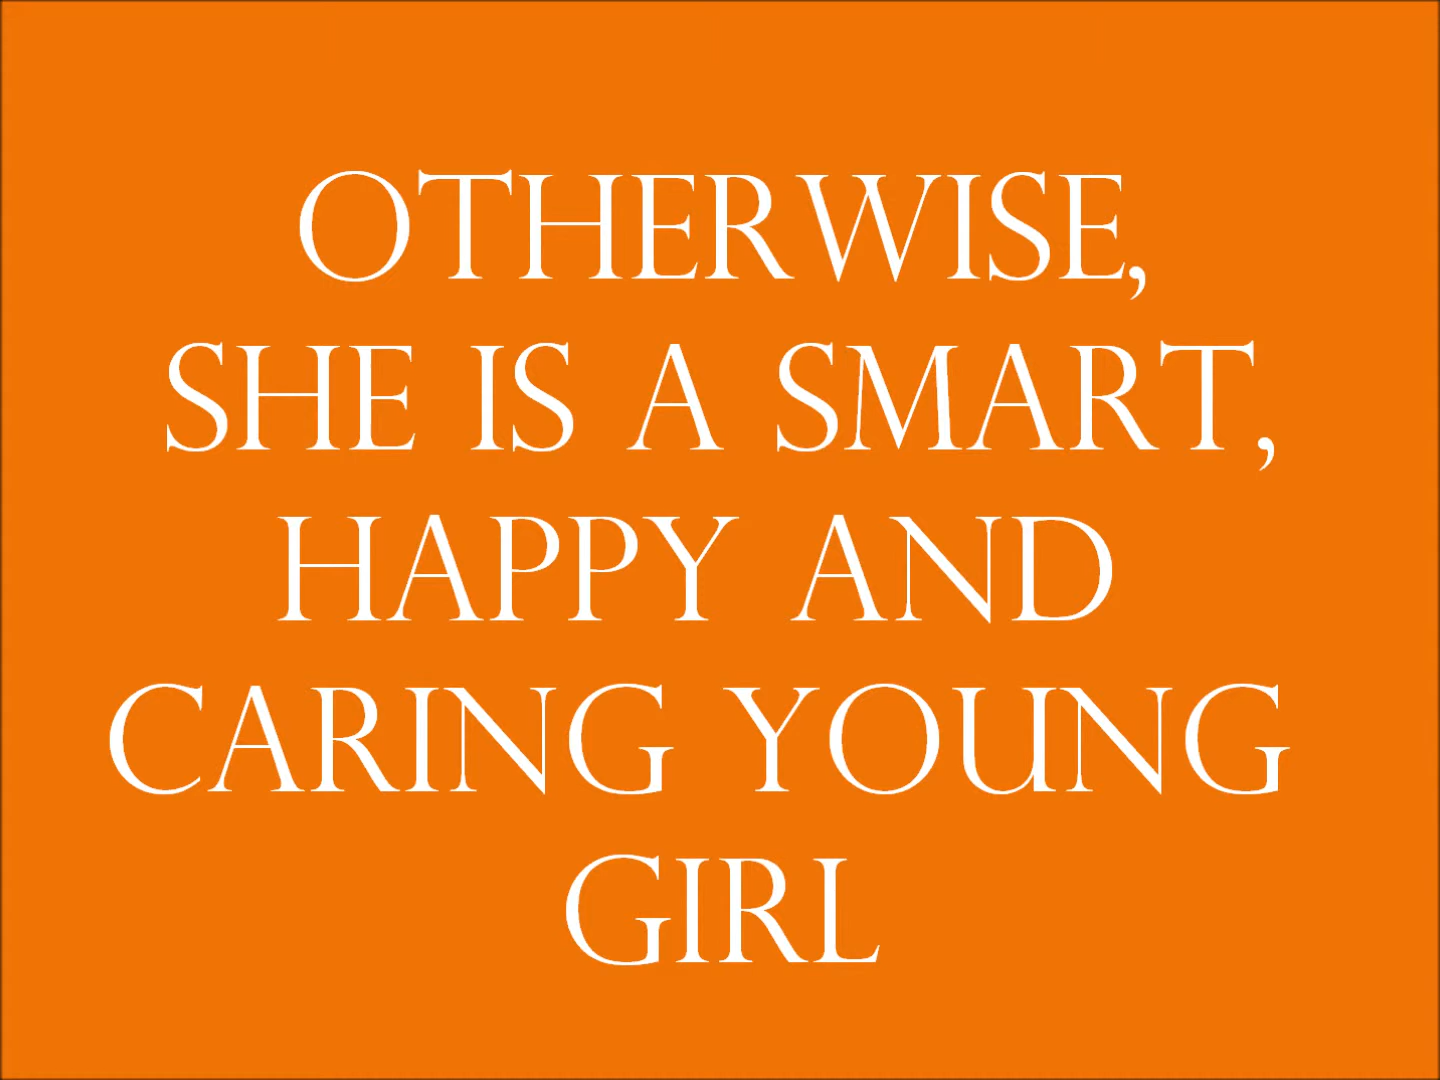 OTHERWISE,
SHE IS A SMART,
HAPPY AND
CARING YOUNG
GIRL